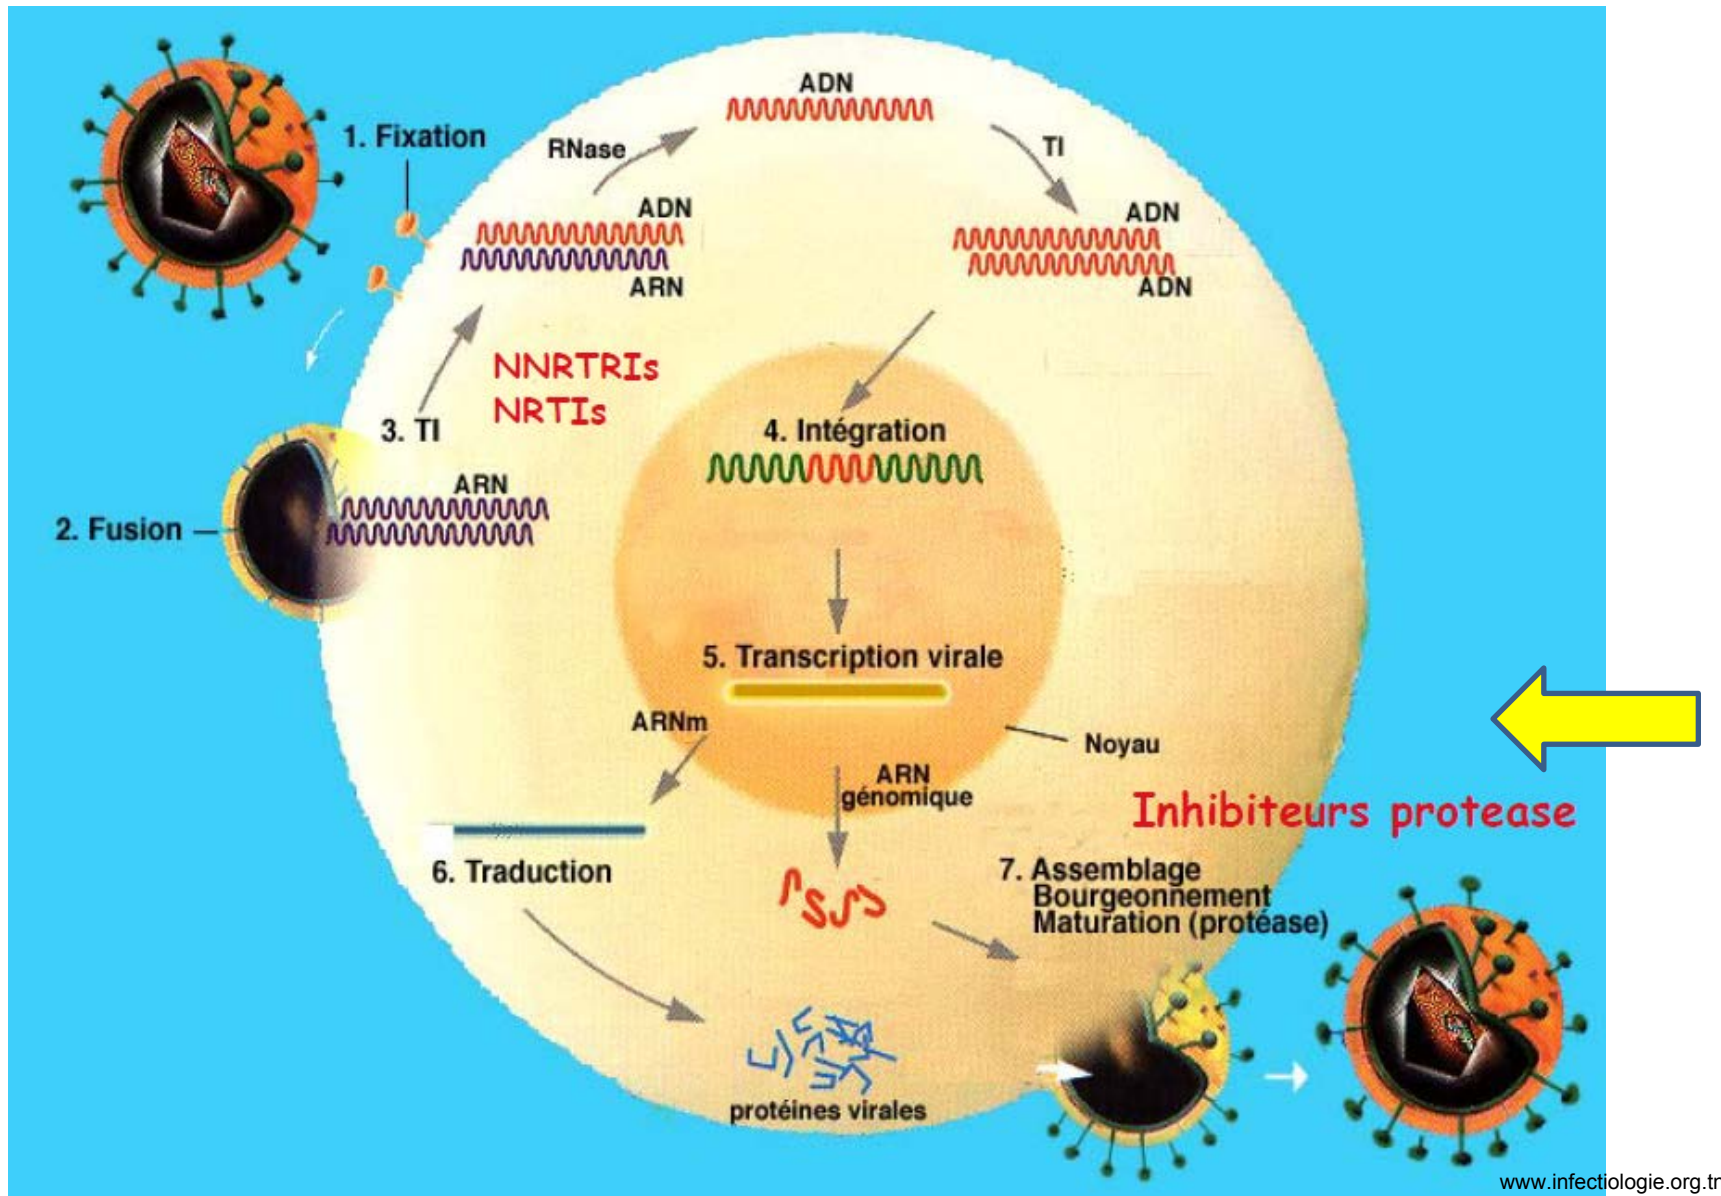 ADN
1. Fixation
RNase
TI
ADN
ARN
ADN
ADN
NNRTRIs
NRTIs
3. TI
4. Intégration
ARN
2. Fusion
5. Transcription virale
ARNm
Noyau
ARN
génomique
Inhibiteurs protease
6. Traduction
7. Assemblage
Bourgeonnement
Maturation (protéase)
protéines virales
www.infectiologie.org.tn